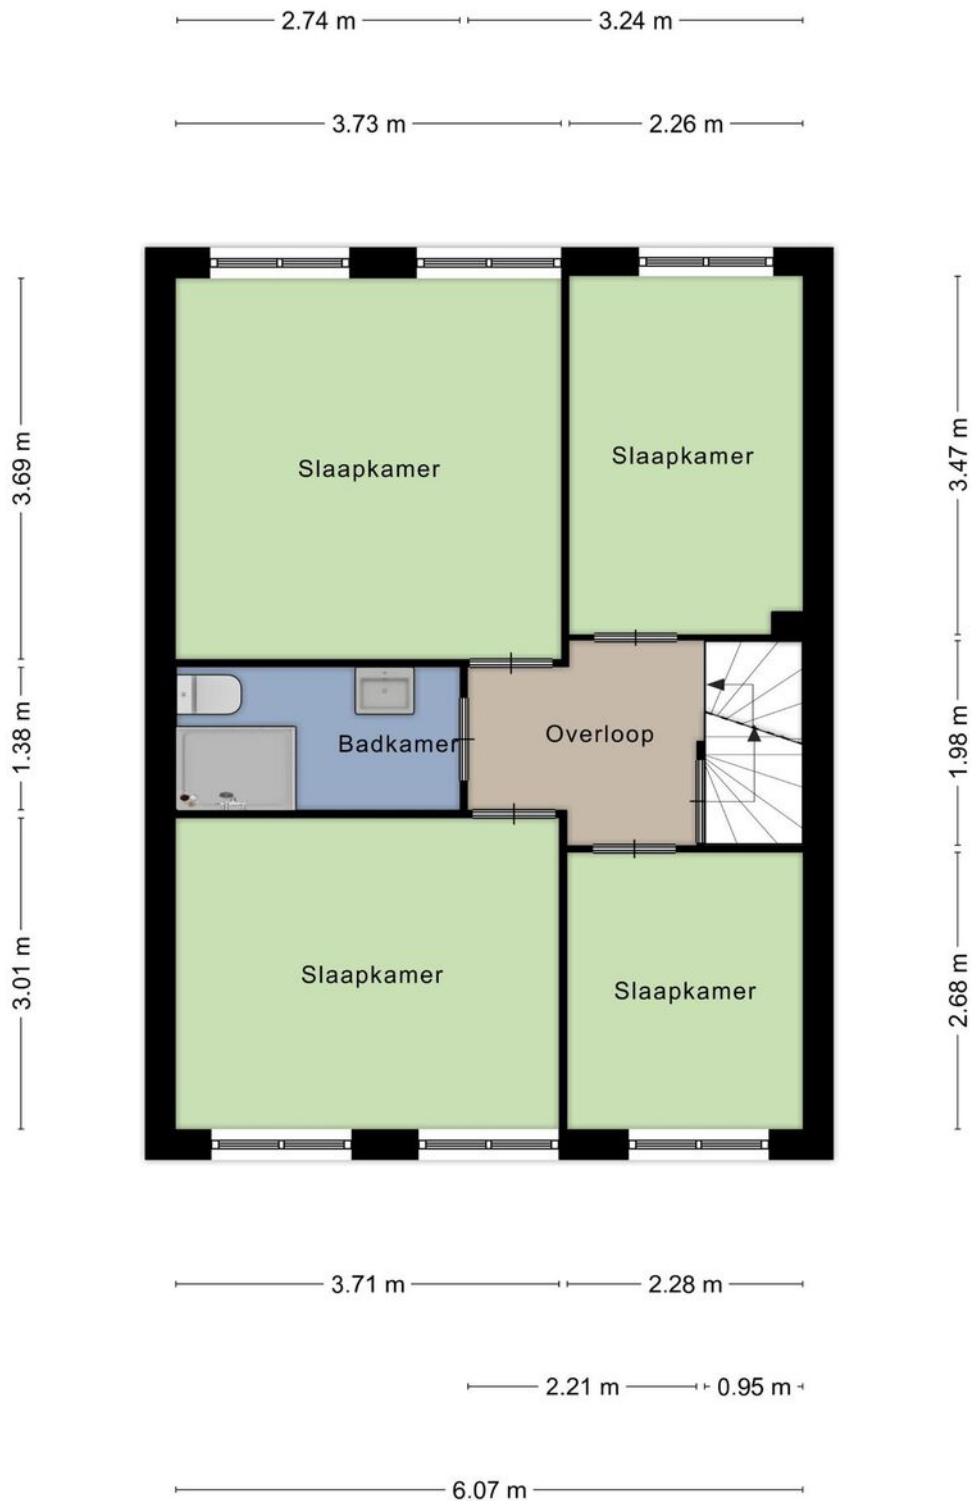 2.74 m 3.24 m
3.73 m 2.26 m
3.69 m
3.47 m
Slaapkamer
Slaapkamer
1.38 m
1.98 m
Badkamer
Overloop
3.01 m
2.68 m
Slaapkamer
Slaapkamer
3.71 m 2.28 m
2.21 m 0.95 m
6.07 m